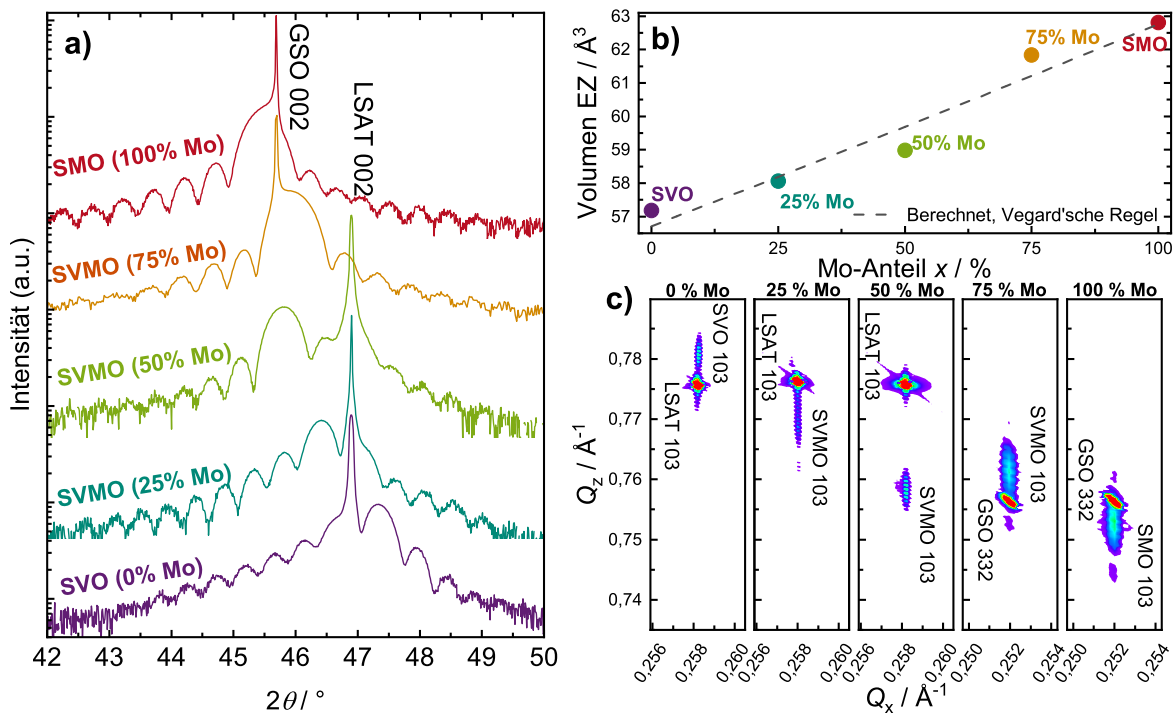 a)
GSO 002
LSAT 002
SMO (100% Mo)
SVMO (75% Mo)
SVMO (50% Mo)
SVMO (25% Mo)
SVO (0% Mo)
Intensität (a.u.)
42 43 44 45 46 47 48 49 50
2θ / °
b)
Volumen EZ / Å³
63
62
61
60
59
58
57
SVO
25% Mo
50% Mo
75% Mo
SMO
Berechnet, Vegard'sche Regel
0 25 50 75 100
Mo-Anteil x / %
c)
0 % Mo
25 % Mo
50 % Mo
75 % Mo
100 % Mo
Qz / Å-1
0,78
0,77
0,76
0,75
0,74
SVO 103
LSAT 103
LSAT 103
SVMO 103
LSAT 103
SVMO 103
SVMO 103
GSO 332
GSO 332
SMO 103
0,256 0,258 0,260
0,256 0,258 0,260
0,256 0,258 0,260
0,250 0,252 0,254
0,250 0,252 0,254
Qx / Å-1